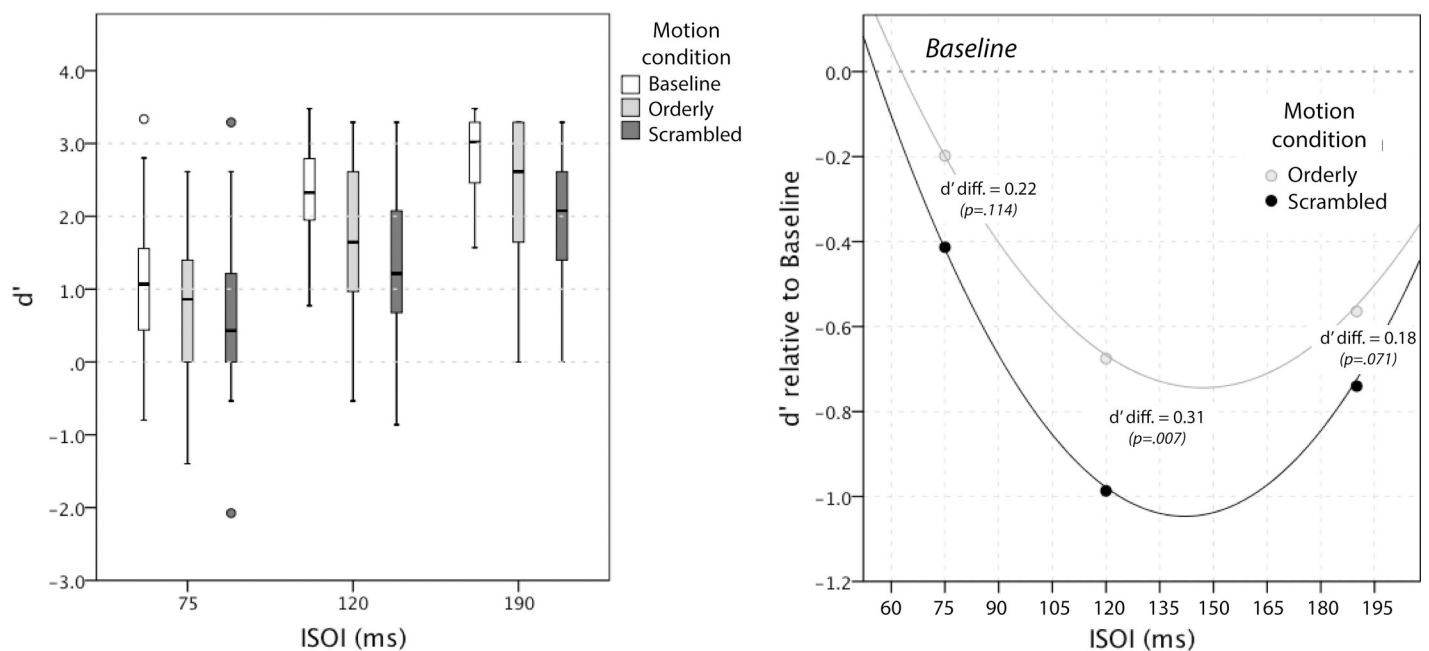 Motion
condition
Baseline
Orderly
Scrambled
4.0
3.0
2.0
1.0
.0
−1.0
−2.0
−3.0
d'
75 120 190
ISOI (ms)
Baseline
Motion
condition
Orderly
Scrambled
0.0
−0.2
−0.4
−0.6
−0.8
−1.0
−1.2
d' relative to Baseline
d' diff. = 0.22
(p=.114)
d' diff. = 0.31
(p=.007)
d' diff. = 0.18
(p=.071)
60 75 90 105 120 135 150 165 180 195
ISOI (ms)